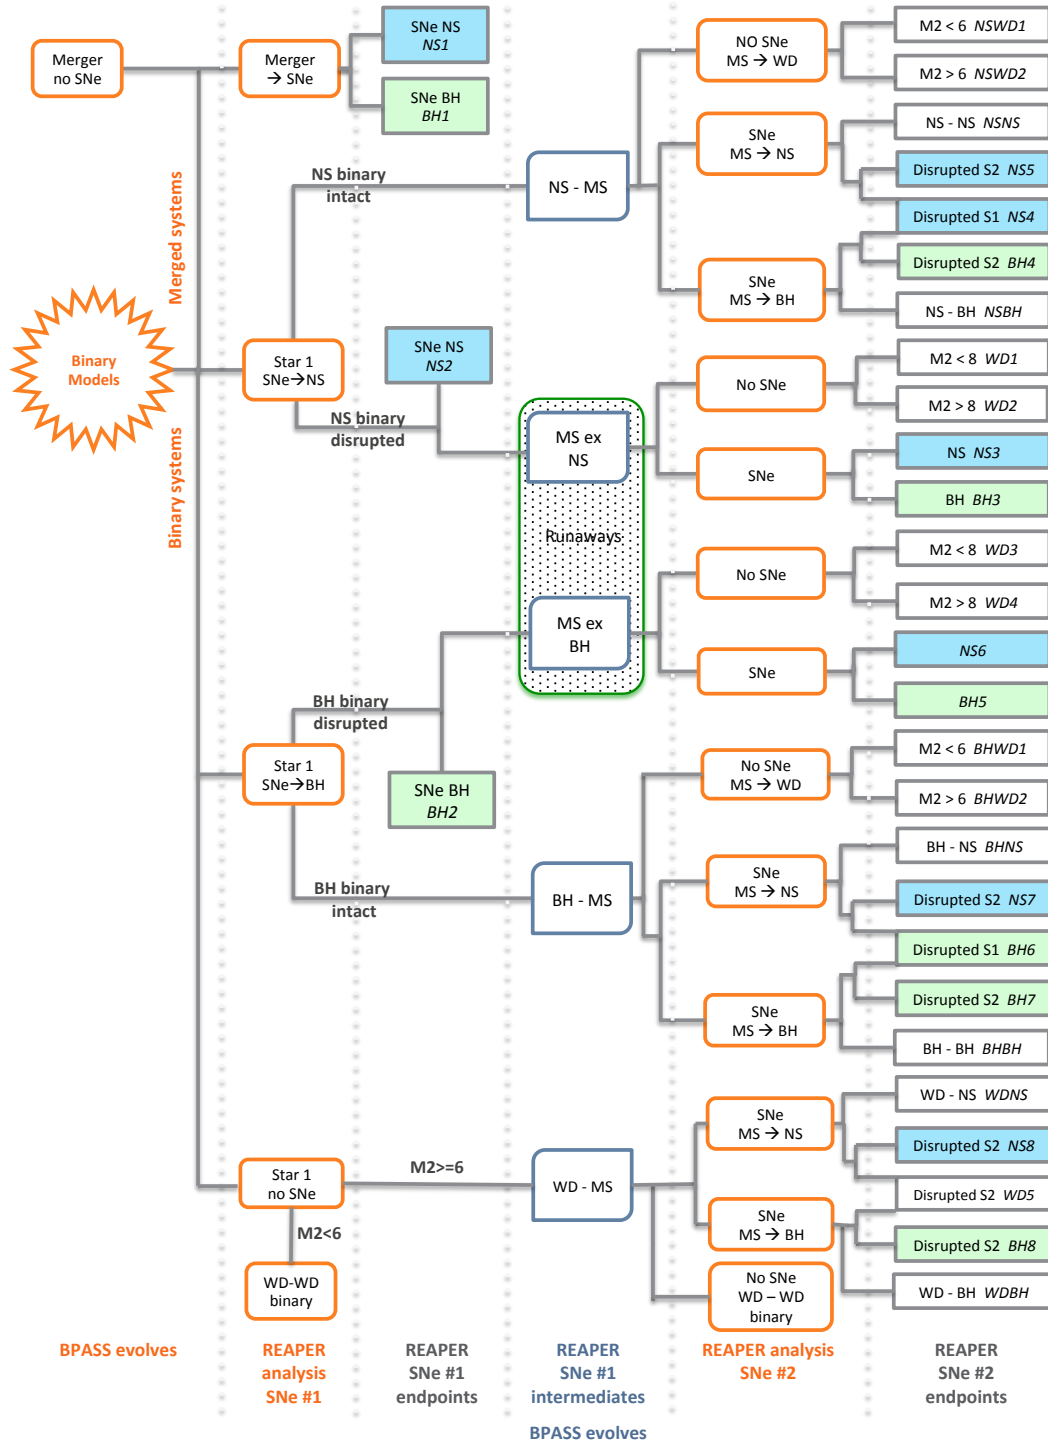 Merger
no SNe
Merged systems
Binary
Models
Binary systems
Merger
→ SNe
SNe NS
NS1
SNe BH
BH1
NS binary
intact
Star 1
SNe→NS
NS binary
disrupted
SNe NS
NS2
BH binary
disrupted
Star 1
SNe→BH
SNe BH
BH2
BH binary
intact
Star 1
no SNe
M2>=6
M2<6
WD-WD
binary
NS - MS
MS ex
NS
Runaways
MS ex
BH
BH - MS
WD - MS
NO SNe
MS → WD
SNe
MS → NS
SNe
MS → BH
No SNe
SNe
No SNe
SNe
No SNe
MS → WD
SNe
MS → NS
SNe
MS → BH
SNe
MS → NS
SNe
MS → BH
No SNe
WD – WD
binary
M2 < 6 NSWD1
M2 > 6 NSWD2
NS - NS NSNS
Disrupted S2 NS5
Disrupted S1 NS4
Disrupted S2 BH4
NS - BH NSBH
M2 < 8 WD1
M2 > 8 WD2
NS NS3
BH BH3
M2 < 8 WD3
M2 > 8 WD4
NS6
BH5
M2 < 6 BHWD1
M2 > 6 BHWD2
BH - NS BHNS
Disrupted S2 NS7
Disrupted S1 BH6
Disrupted S2 BH7
BH - BH BHBH
WD - NS WDNS
Disrupted S2 NS8
Disrupted S2 WD5
Disrupted S2 BH8
WD - BH WDBH
BPASS evolves
REAPER
analysis
SNe #1
REAPER
SNe #1
endpoints
REAPER
SNe #1
intermediates
BPASS evolves
REAPER analysis
SNe #2
REAPER
SNe #2
endpoints